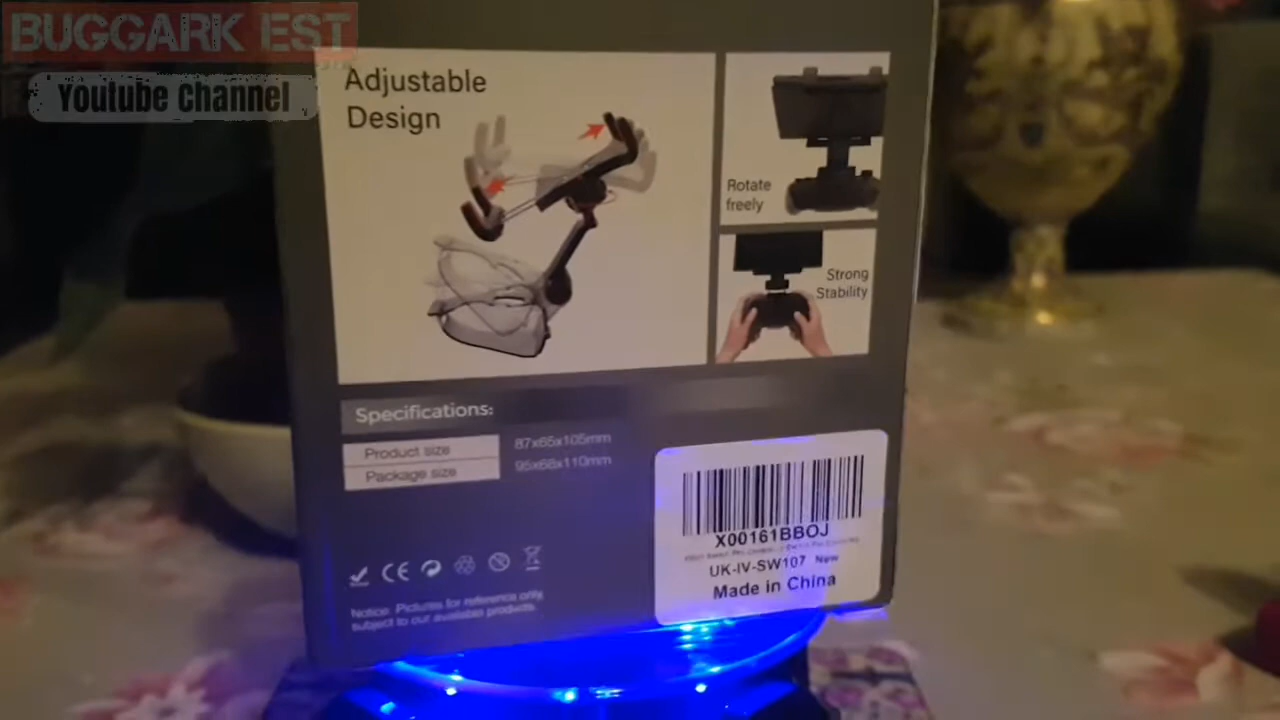 BUGGARK EST
Youtube Channel
Adjustable
Design
Rotate
freely
Strong
Stability
Specifications:
Product size 87x65x105mm
Package size 95x68x110mm
CE
Notice: Pictures for reference only,
subject to our available products.
X00161BBOJ
UK-IV-SW107 New
Made in China